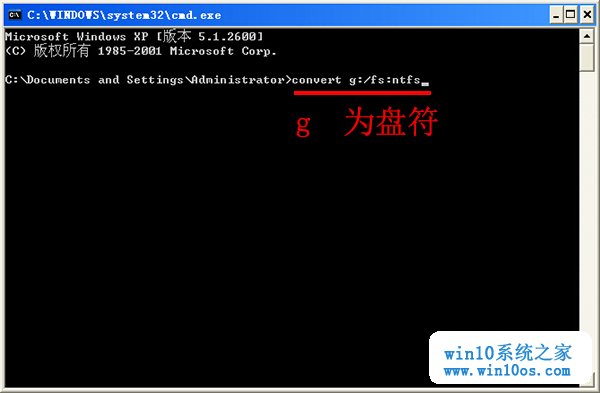 C:\WINDOWS\system32\cmd.exe
Microsoft Windows XP [版本 5.1.2600]
(C) 版权所有 1985-2001 Microsoft Corp.
C:\Documents and Settings\Administrator>convert g:/fs:ntfs_
g 为盘符
win10系统之家
www.win10os.com